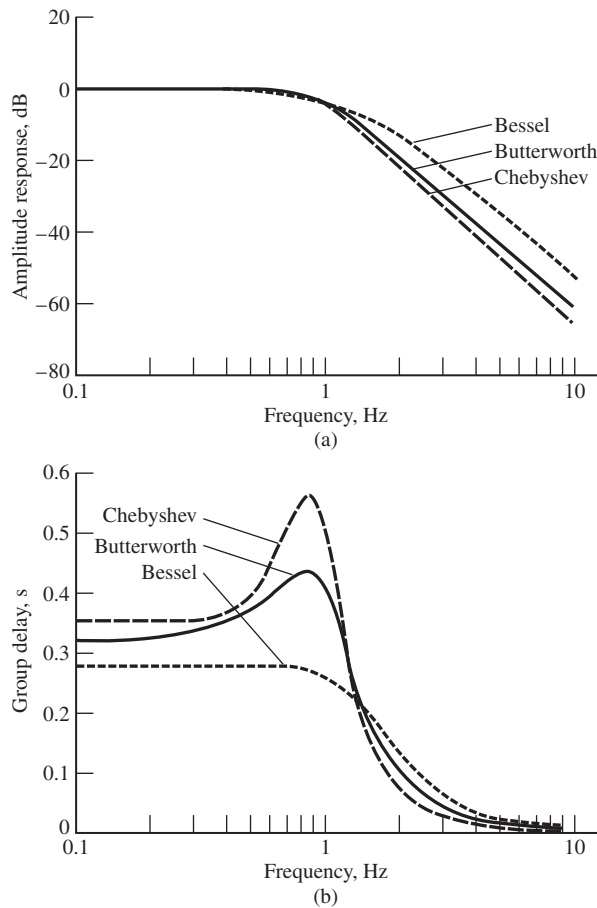 20
0
−20
−40
−60
−80
Amplitude response, dB
Bessel
Butterworth
Chebyshev
0.1
1
10
Frequency, Hz
(a)
0.6
0.5
0.4
0.3
0.2
0.1
0
Group delay, s
Chebyshev
Butterworth
Bessel
0.1
1
10
Frequency, Hz
(b)